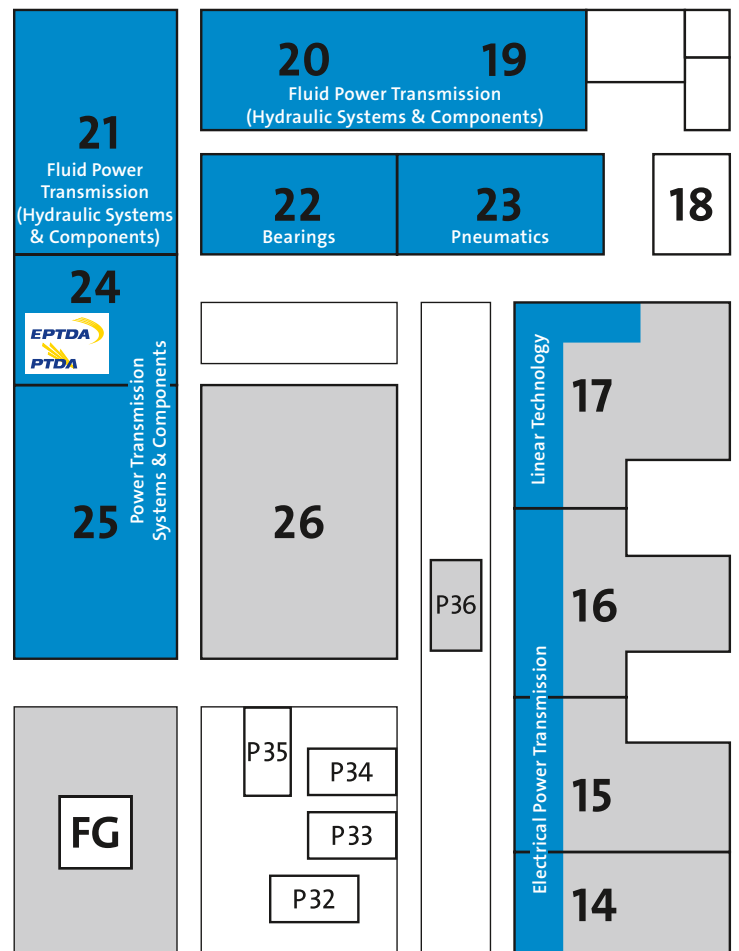 20
19
Fluid Power Transmission
(Hydraulic Systems & Components)
21
Fluid Power
Transmission
(Hydraulic Systems
& Components)
22
Bearings
23
Pneumatics
18
24
EPTDA
PTDA
Power Transmission
Systems & Components
25
26
Linear Technology
17
P36
16
Electrical Power Transmission
15
14
P35
P34
P33
P32
FG